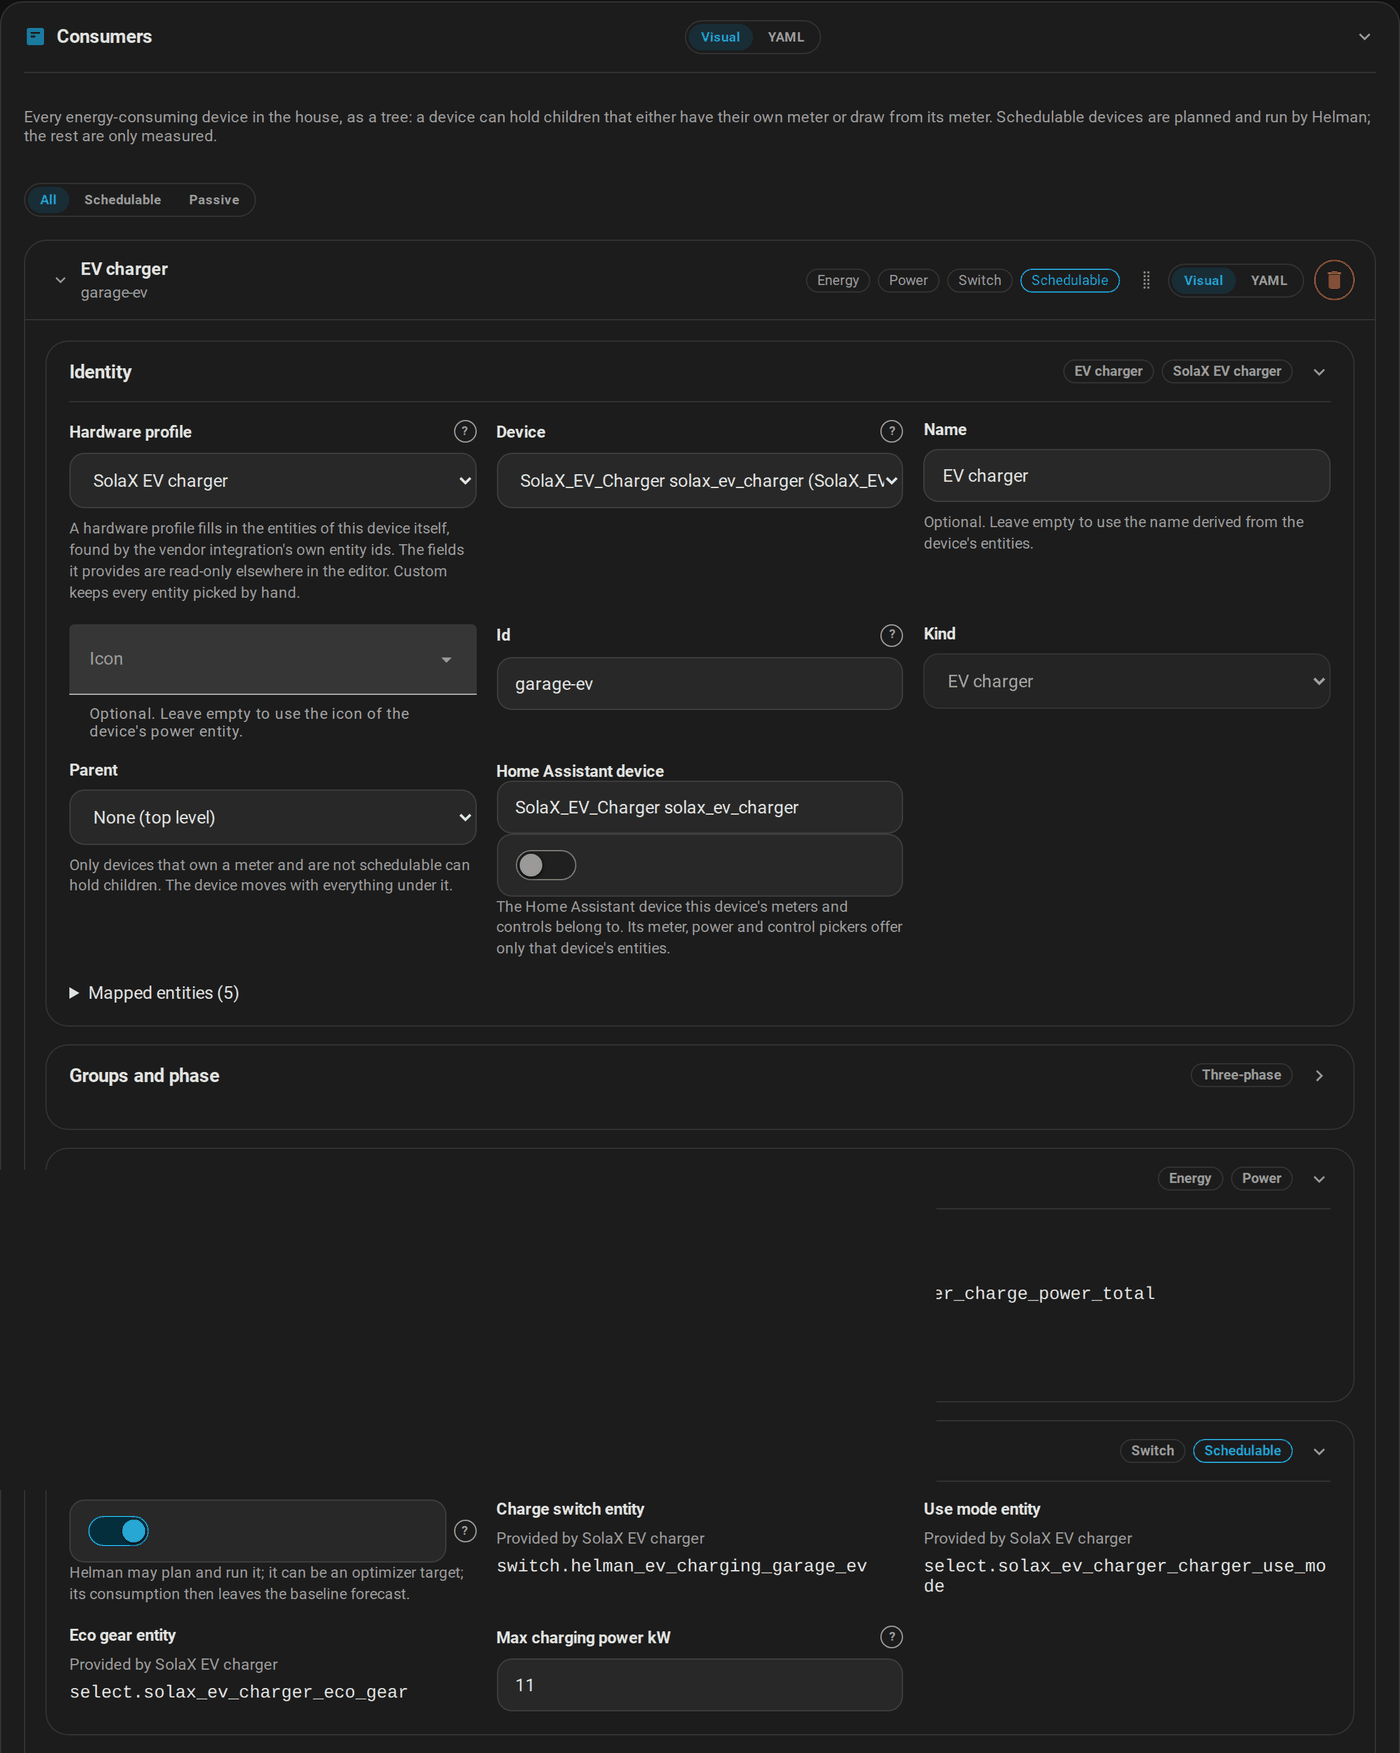 Consumers
Visual
YAML
Every energy-consuming device in the house, as a tree: a device can hold children that either have their own meter or draw from its meter. Schedulable devices are planned and run by Helman;
the rest are only measured.
All
Schedulable
Passive
EV charger
garage-ev
Energy
Power
Switch
Schedulable
Visual
YAML
Identity
EV charger
SolaX EV charger
Hardware profile
?
SolaX EV charger
A hardware profile fills in the entities of this device itself,
found by the vendor integration's own entity ids. The fields
it provides are read-only elsewhere in the editor. Custom
keeps every entity picked by hand.
Device
?
SolaX_EV_Charger solax_ev_charger (SolaX_EV
Name
EV charger
Optional. Leave empty to use the name derived from the
device's entities.
Icon
Optional. Leave empty to use the icon of the
device's power entity.
Id
?
garage-ev
Kind
EV charger
Parent
None (top level)
Only devices that own a meter and are not schedulable can
hold children. The device moves with everything under it.
Home Assistant device
SolaX_EV_Charger solax_ev_charger
The Home Assistant device this device's meters and
controls belong to. Its meter, power and control pickers offer
only that device's entities.
Mapped entities (5)
Groups and phase
Three-phase
Energy
Power
er_charge_power_total
Switch
Schedulable
?
Helman may plan and run it; it can be an optimizer target;
its consumption then leaves the baseline forecast.
Charge switch entity
Provided by SolaX EV charger
switch.helman_ev_charging_garage_ev
Use mode entity
Provided by SolaX EV charger
select.solax_ev_charger_charger_use_mo
de
Eco gear entity
Provided by SolaX EV charger
select.solax_ev_charger_eco_gear
Max charging power kW
?
11